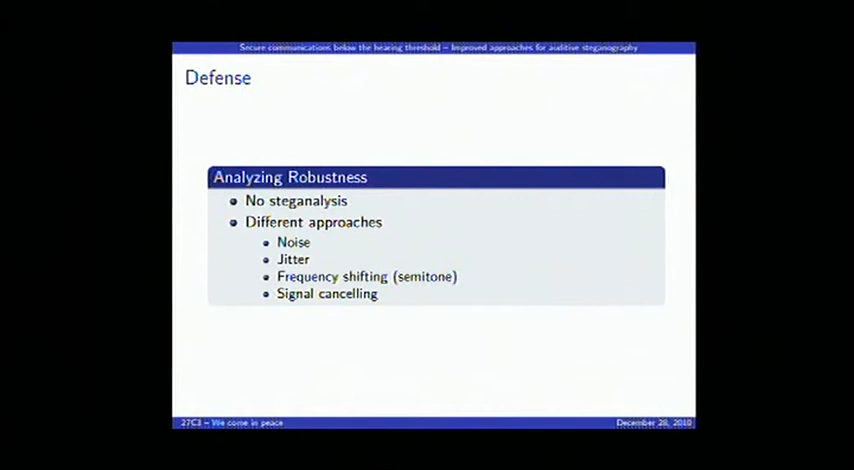 Secure communications below the hearing threshold – Improved approaches for auditive steganography
Defense
Analyzing Robustness
No steganalysis
Different approaches
Noise
Jitter
Frequency shifting (semitone)
Signal cancelling
27C3 – We come in peace
December 28, 2010